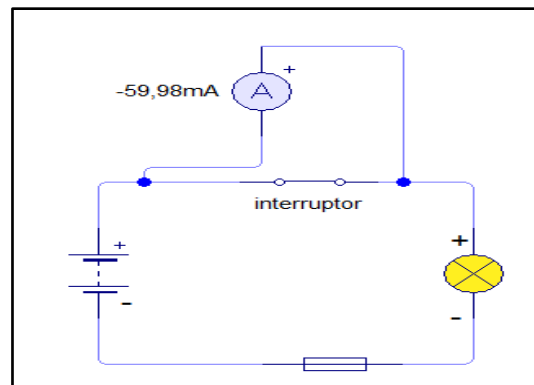 +
-59,98mA
A
interruptor
+
+
-
-